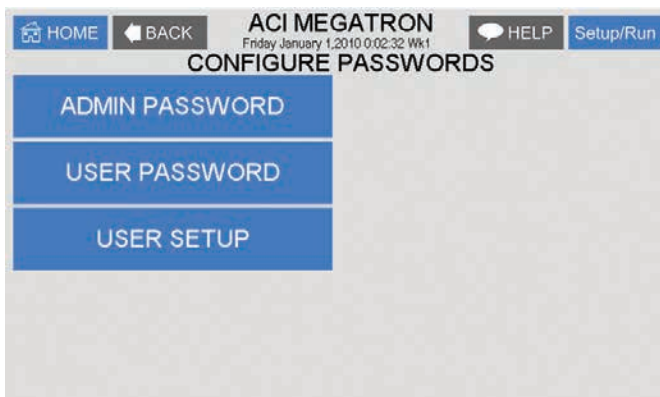 HOME BACK ACI MEGATRON HELP Setup/Run
Friday January 1,2010 0:02:32 Wk1
CONFIGURE PASSWORDS
ADMIN PASSWORD
USER PASSWORD
USER SETUP